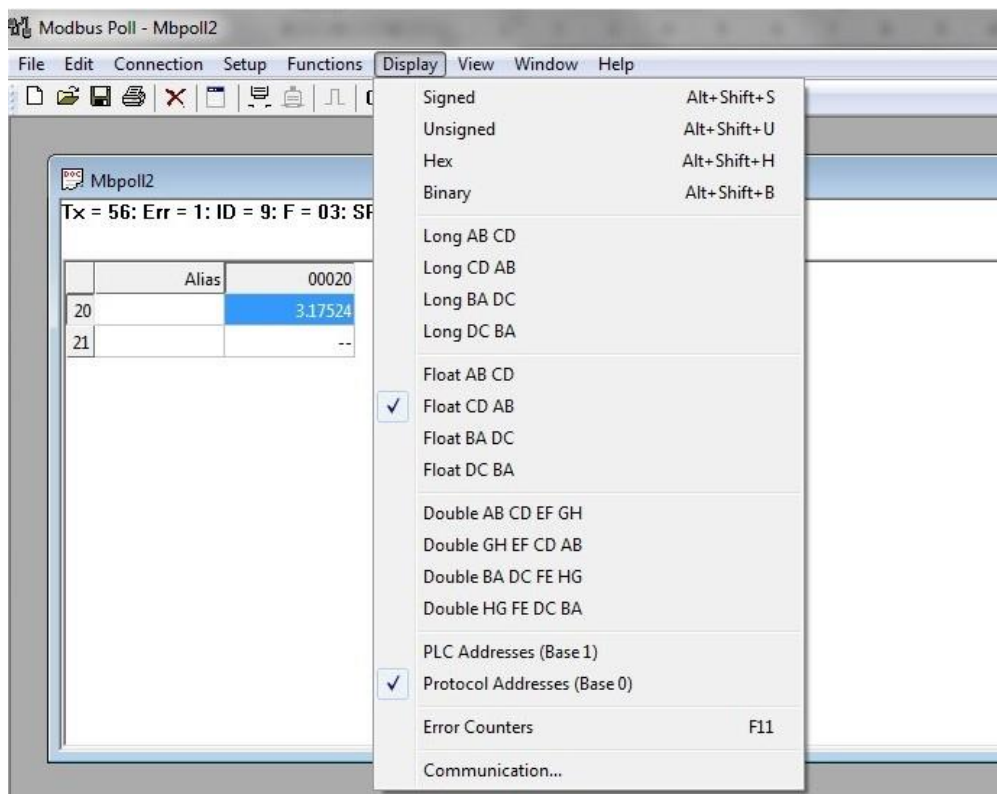 Modbus Poll - Mbpoll2
File Edit Connection Setup Functions Display View Window Help
Mbpoll2
Tx = 56: Err = 1: ID = 9: F = 03:
Alias 00020
20 3.17524
21 --
Signed Alt+Shift+S
Unsigned Alt+Shift+U
Hex Alt+Shift+H
Binary Alt+Shift+B
Long AB CD
Long CD AB
Long BA DC
Long DC BA
Float AB CD
✓ Float CD AB
Float BA DC
Float DC BA
Double AB CD EF GH
Double GH EF CD AB
Double BA DC FE HG
Double HG FE DC BA
PLC Addresses (Base 1)
✓ Protocol Addresses (Base 0)
Error Counters F11
Communication...